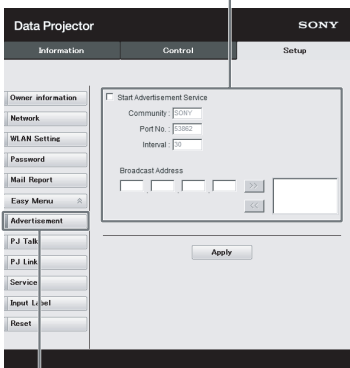 Data Projector
SONY
Information
Control
Setup
Owner information
Network
WLAN Setting
Password
Mail Report
Easy Menu
Advertisement
PJ Talk
PJ Link
Service
Input Label
Reset
Start Advertisement Service
Community : SONY
Port No. : 53862
Interval : 30
Broadcast Address
>>
<<
Apply